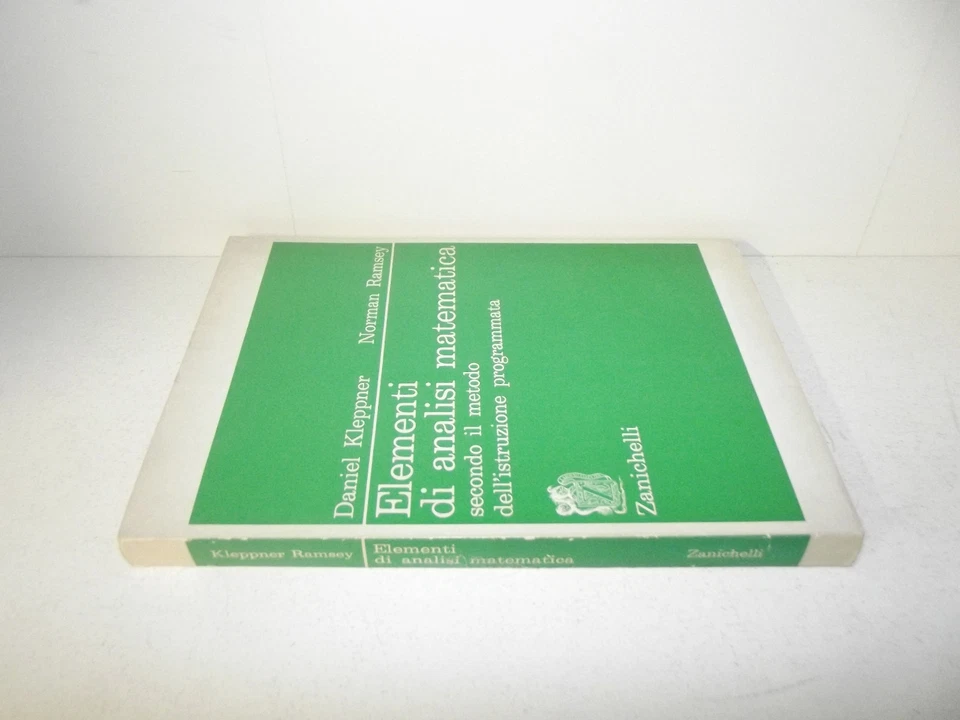 Daniel Kleppner Norman Ramsey
Elementi
di analisi matematica
secondo il metodo
dell'istruzione programmata
Zanichelli
Kleppner Ramsey
Elementi
di analisi matematica
Zanichelli